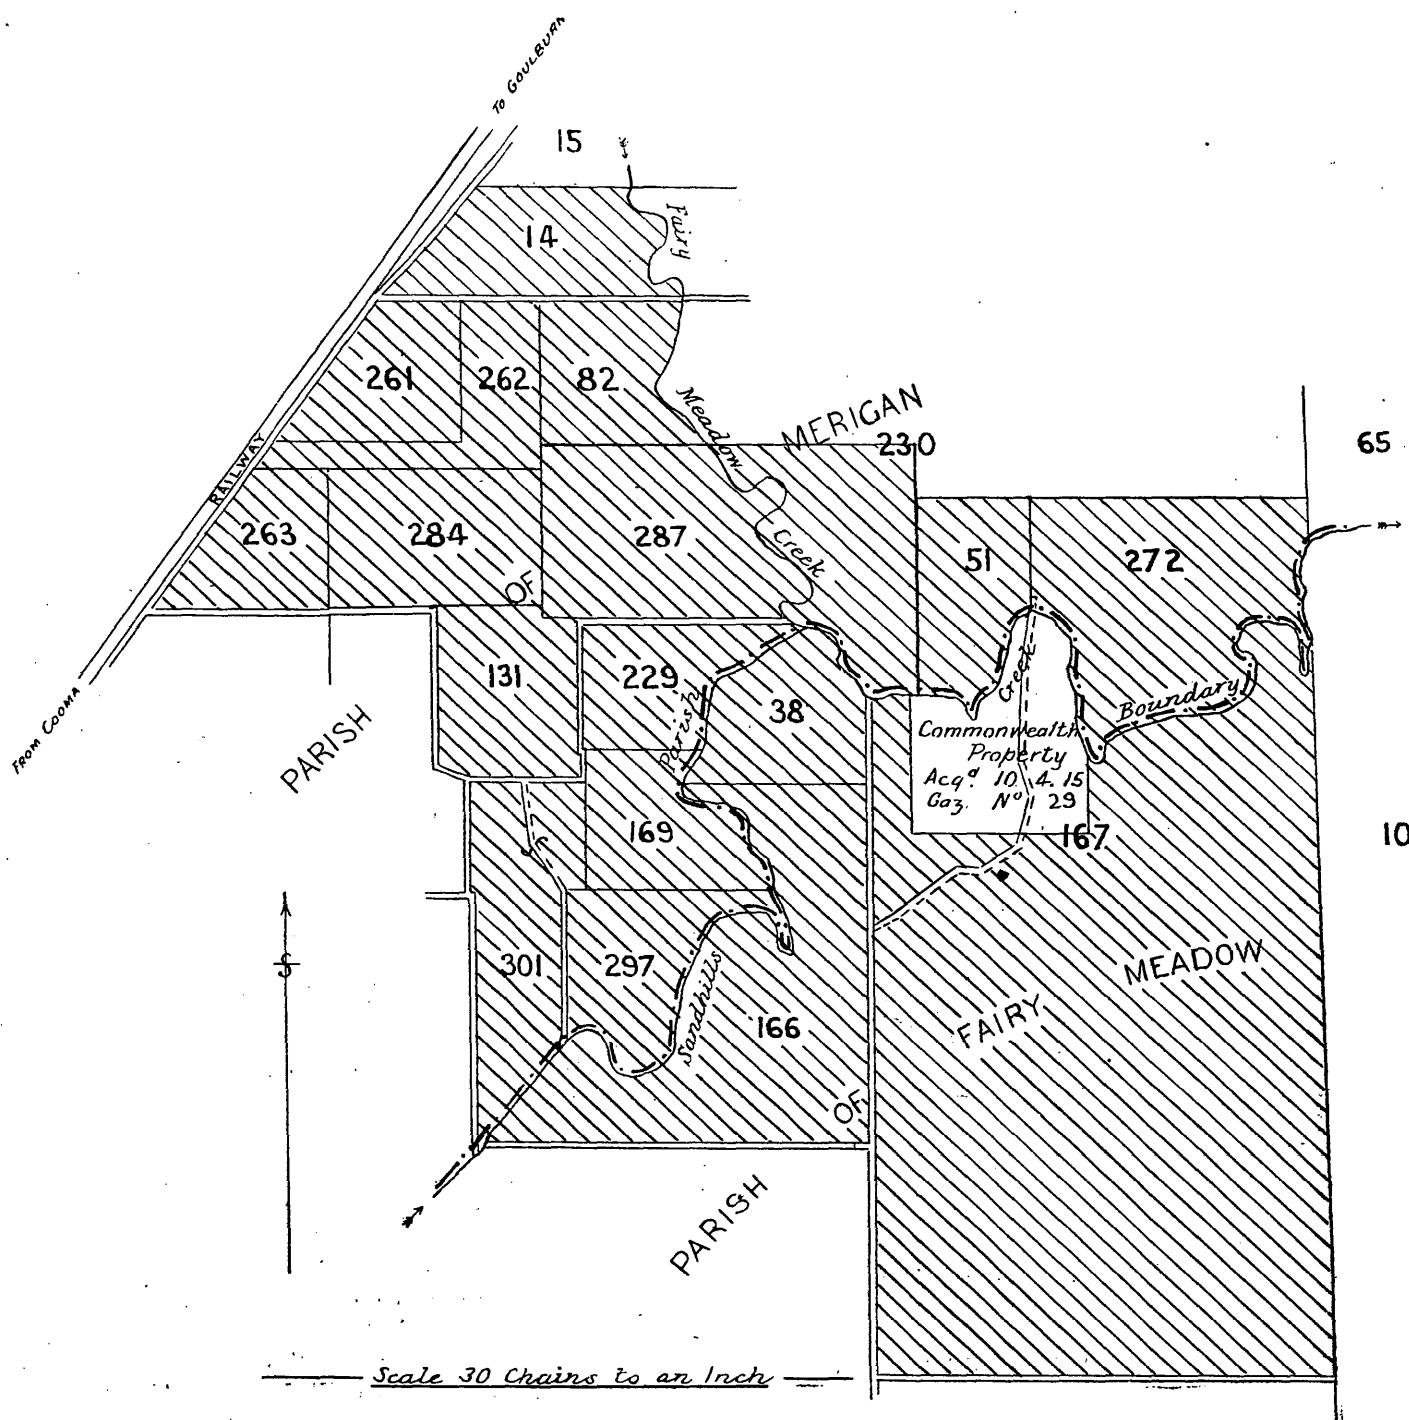 To GOULBURN
15
14
Fairy
261
262
82
Meadow
MERIGAN
230
65
RAILWAY
263
284
287
Creek
51
272
OF
131
229
Parish
38
Creek
Boundary
FROM COOMA
PARISH
Commonwealth
Property
Acqd. 10. 4. 15
Gaz. No 29
169
167
10
301
297
Sandhills
166
MEADOW
FAIRY
OF
PARISH
Scale 30 Chains to an Inch